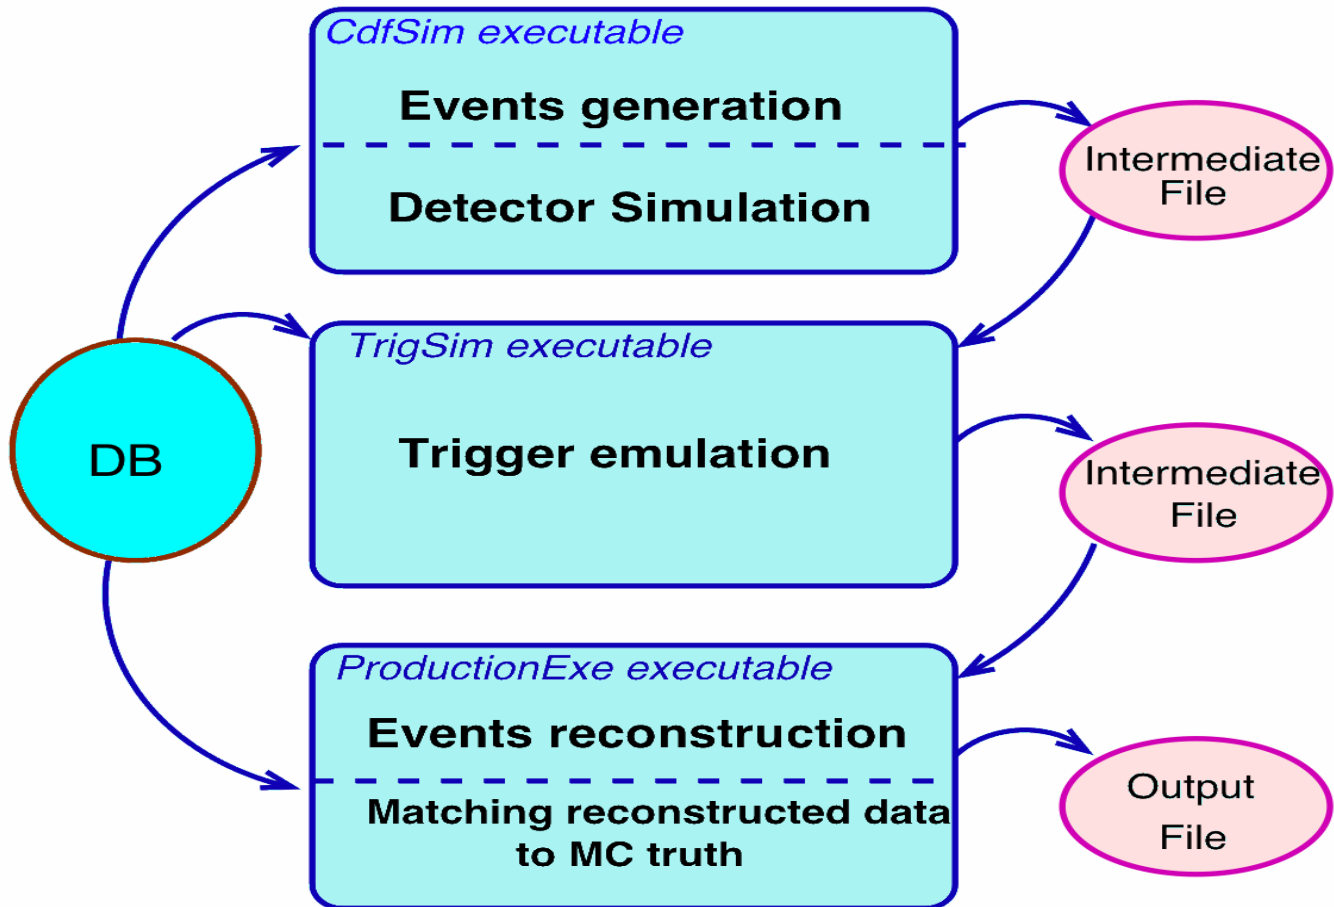 CdfSim executable
Events generation
Detector Simulation
Intermediate
File
TrigSim executable
Trigger emulation
Intermediate
File
DB
ProductionExe executable
Events reconstruction
Matching reconstructed data
to MC truth
Output
File